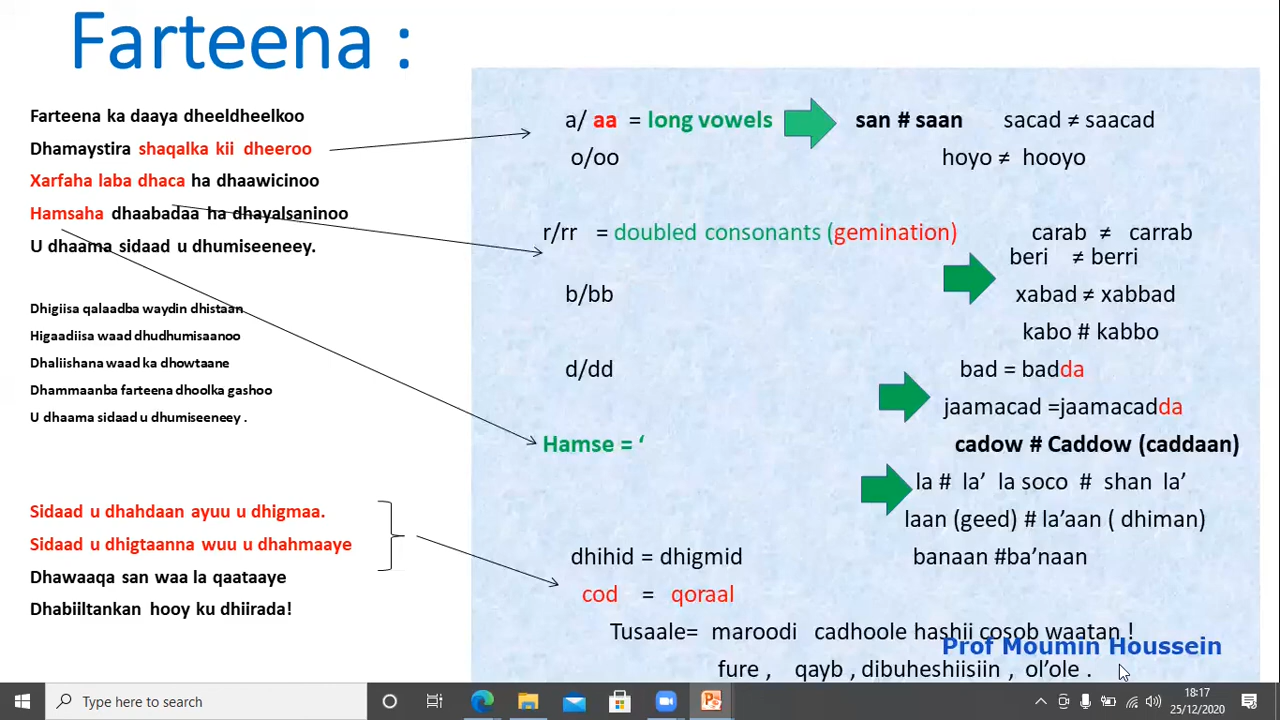 Farteena :
Farteena ka daaya dheeldheelkoo
Dhamaystira shaqalka kii dheeroo
Xarfaha laba dhaca ha dhaawicinoo
Hamsaha dhaabadaa ha dhayalsaninoo
U dhaama sidaad u dhumiseeneey.
Dhigiisa qalaadba waydin dhistaan
Higaadiisa waad dhudhumisaanoo
Dhaliishana waad ka dhowtaane
Dhammaanba farteena dhoolka gashoo
U dhaama sidaad u dhumiseeneey .
Sidaad u dhahdaan ayuu u dhigmaa.
Sidaad u dhigtaanna wuu u dhahmaaye
Dhawaaqa san waa la qaataaye
Dhabiiltankan hooy ku dhiirada!
a/ aa = long vowels san # saan sacad ≠ saacad
o/oo hoyo ≠ hooyo
r/rr = doubled consonants (gemination) carab ≠ carrab
beri ≠ berri
b/bb xabad ≠ xabbad
kabo # kabbo
d/dd bad = badda
jaamacad =jaamacadda
Hamse = ‘ cadow # Caddow (caddaan)
la # la’ la soco # shan la’
laan (geed) # la’aan ( dhiman)
dhihid = dhigmid banaan #ba’naan
cod = qoraal
Tusaale= maroodi cadhoole hashii cosob waatan !
Prof Moumin Houssein
fure , qayb , dibuheshiisiin , ol’ole .
Type here to search
18:17
25/12/2020